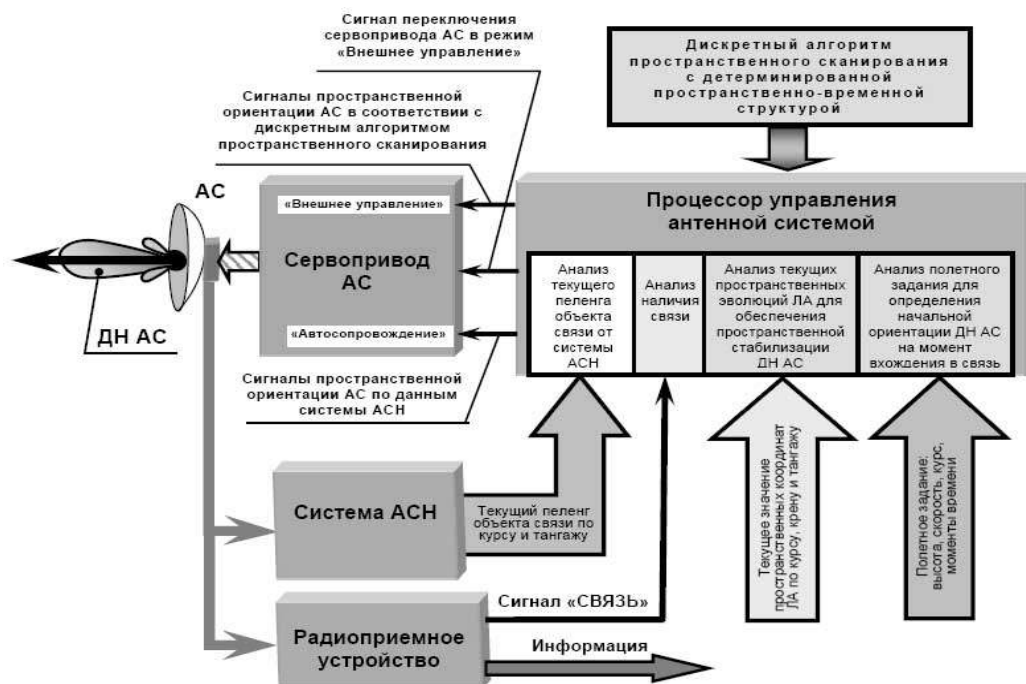 Сигнал переключения
сервопривода АС в режим
«Внешнее управление»
Сигналы пространственной
ориентации АС в соответствии с
дискретным алгоритмом
пространственного сканирования
Дискретный алгоритм
пространственного сканирования
с детерминированной
пространственно-временной
структурой
АС
ДН АС
«Внешнее управление»
Сервопривод
АС
«Автосопровождение»
Процессор управления
антенной системой
Анализ
текущего
пеленга
объекта
связи от
системы
АСН
Анализ
наличия
связи
Анализ текущих
пространственных
эволюций ЛА для
обеспечения
пространственной
стабилизации
ДН АС
Анализ полетного
задания для
определения
начальной
ориентации ДН АС
на момент
вхождения в связь
Сигналы пространственной
ориентации АС по данным
системы АСН
Система АСН
Текущий пеленг
объекта связи по
курсу и тангажу
Текущее значение
пространственных координат
ЛА по курсу, крену и тангажу
Полетное задание:
высота, скорость, курс,
моменты времени
Сигнал «СВЯЗЬ»
Радиоприемное
устройство
Информация